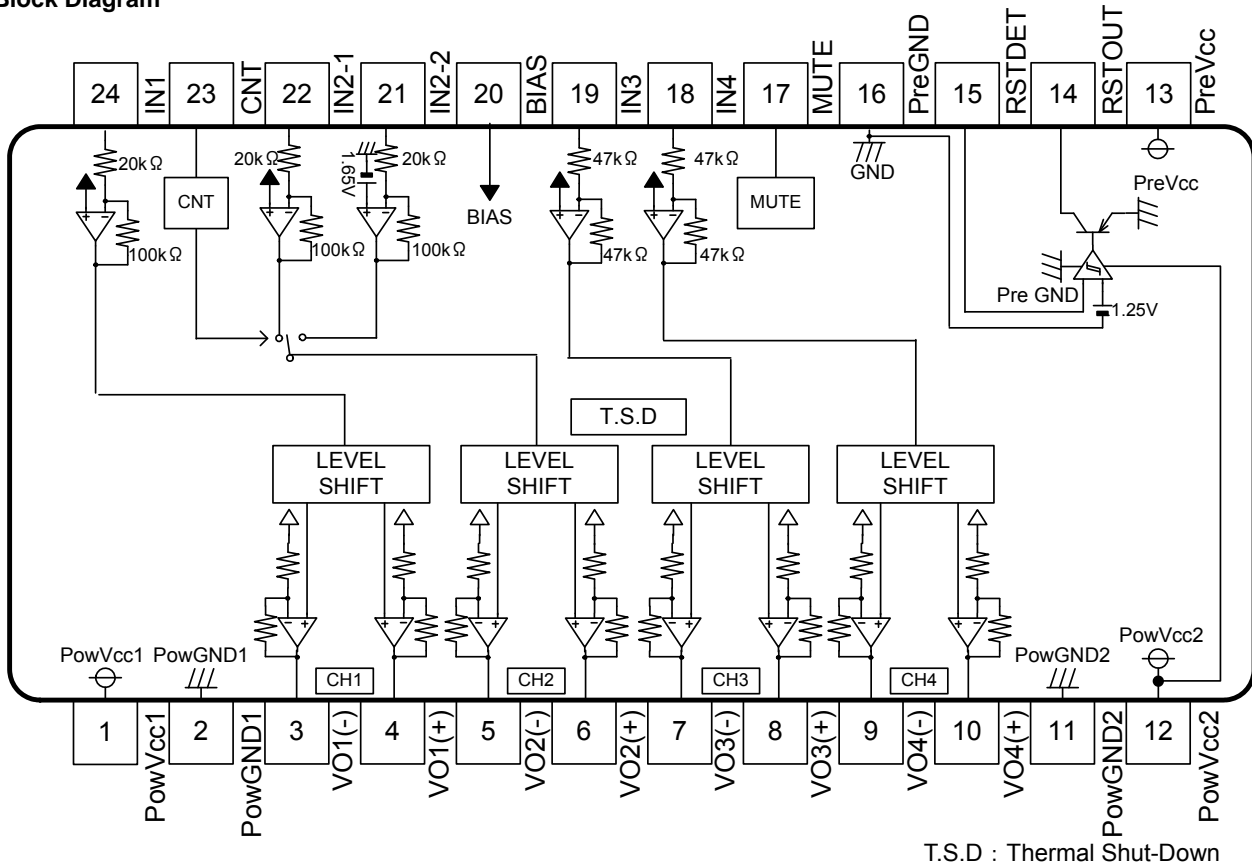 Block Diagram
24
IN1
23
CNT
22
IN2-1
21
IN2-2
20
BIAS
19
IN3
18
IN4
17
MUTE
16
PreGND
15
RSTDET
14
RSTOUT
13
PreVcc
20kΩ
20kΩ
1.65V
20kΩ
47kΩ
47kΩ
GND
CNT
BIAS
MUTE
PreVcc
100kΩ
100kΩ
100kΩ
47kΩ
47kΩ
Pre GND
1.25V
T.S.D
LEVEL
SHIFT
LEVEL
SHIFT
LEVEL
SHIFT
LEVEL
SHIFT
PowVcc1
PowGND1
CH1
CH2
CH3
CH4
PowGND2
PowVcc2
1
PowVcc1
2
PowGND1
3
VO1(-)
4
VO1(+)
5
VO2(-)
6
VO2(+)
7
VO3(-)
8
VO3(+)
9
VO4(-)
10
VO4(+)
11
PowGND2
12
PowVcc2
T.S.D : Thermal Shut-Down